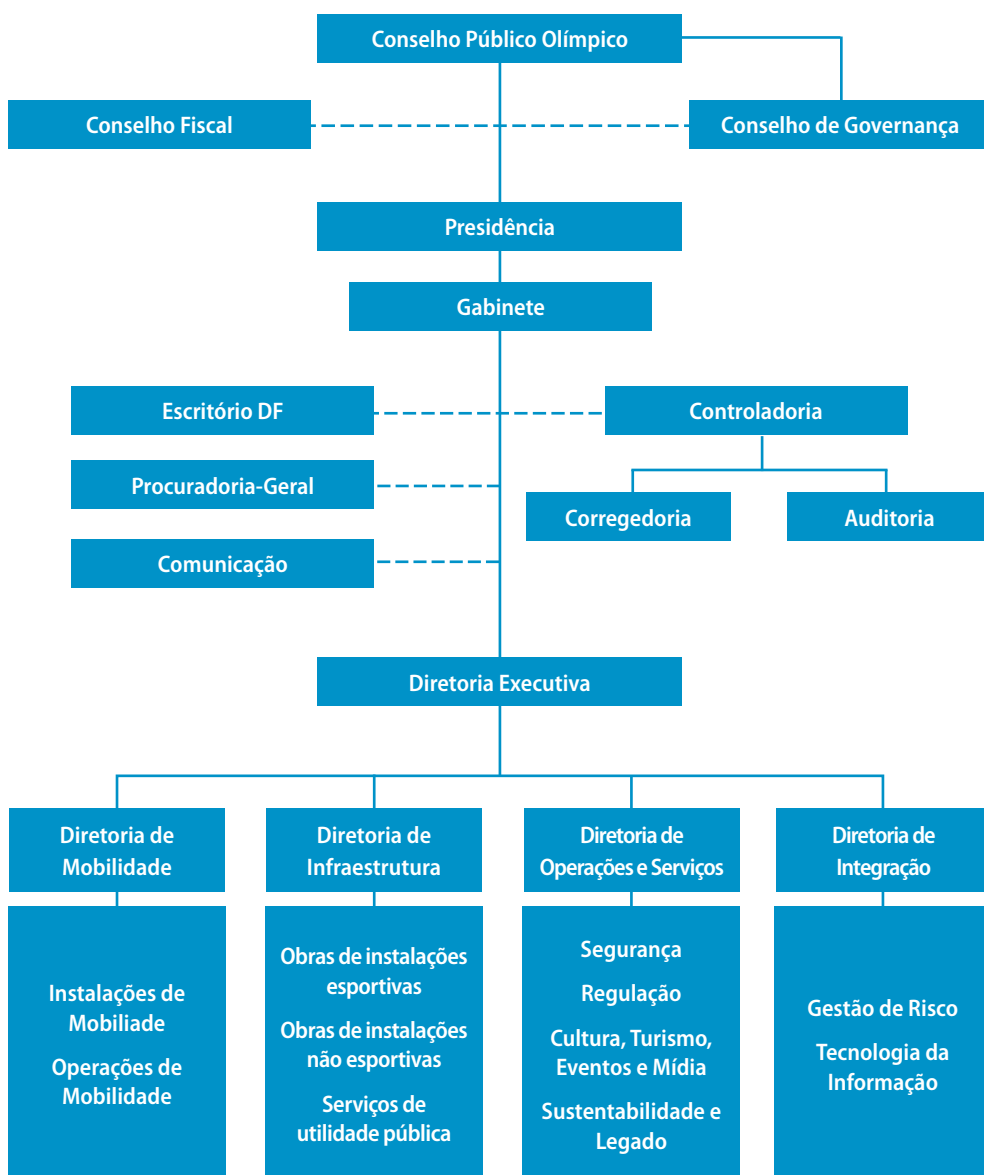 Conselho Público Olímpico
Conselho Fiscal
Conselho de Governança
Presidência
Gabinete
Escritório DF
Controladoria
Procuradoria-Geral
Corregedoria
Auditoria
Comunicação
Diretoria Executiva
Diretoria de
Mobilidade
Diretoria de
Infraestrutura
Diretoria de
Operações e Serviços
Diretoria de
Integração
Instalações de
Mobiliade
Operações de
Mobilidade
Obras de instalações
esportivas
Obras de instalações
não esportivas
Serviços de
utilidade pública
Segurança
Regulação
Cultura, Turismo,
Eventos e Mídia
Sustentabilidade e
Legado
Gestão de Risco
Tecnologia da
Informação